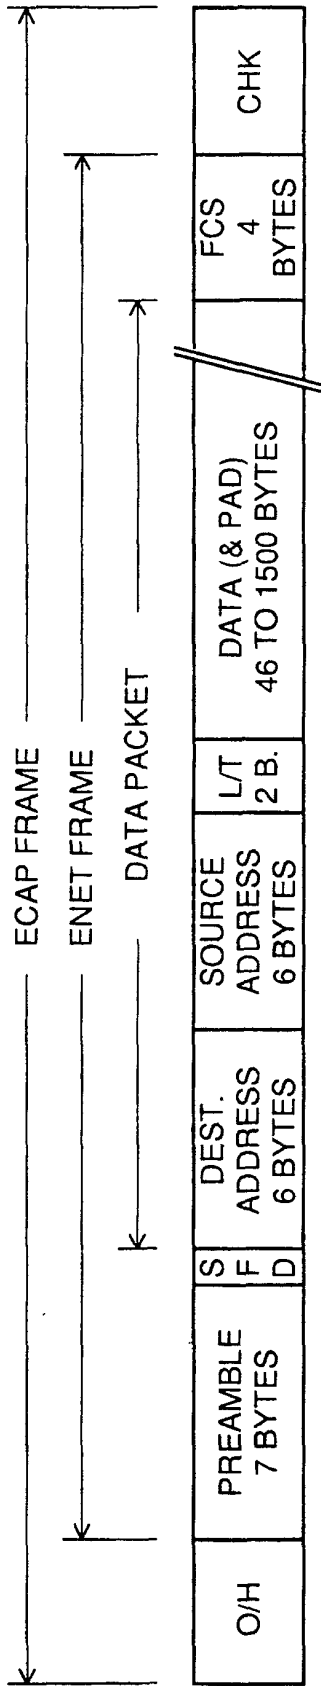 ECAP FRAME
ENET FRAME
DATA PACKET
O/H
PREAMBLE
7 BYTES
S
F
D
DEST.
ADDRESS
6 BYTES
SOURCE
ADDRESS
6 BYTES
L/T
2 B.
DATA (& PAD)
46 TO 1500 BYTES
FCS
4
BYTES
CHK